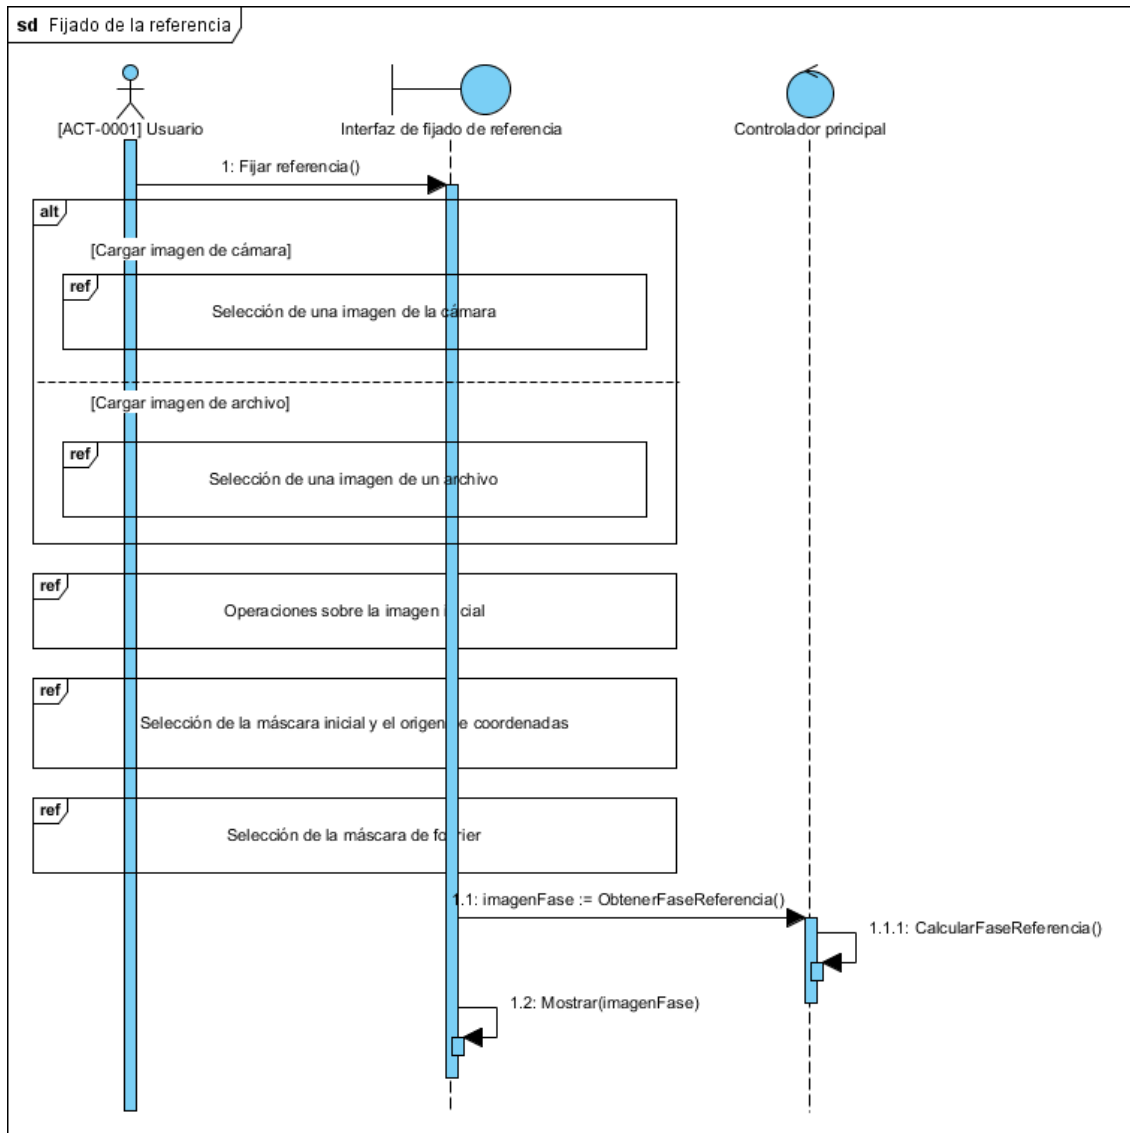 sd Fijado de la referencia
[ACT-0001] Usuario
Interfaz de fijado de referencia
Controlador principal
1: Fijar referencia()
alt
[Cargar imagen de cámara]
ref
Selección de una imagen de la cámara
[Cargar imagen de archivo]
ref
Selección de una imagen de un archivo
ref
Operaciones sobre la imagen inicial
ref
Selección de la máscara inicial y el origen de coordenadas
ref
Selección de la máscara de fourier
1.1: imagenFase := ObtenerFaseReferencia()
1.1.1: CalcularFaseReferencia()
1.2: Mostrar(imagenFase)